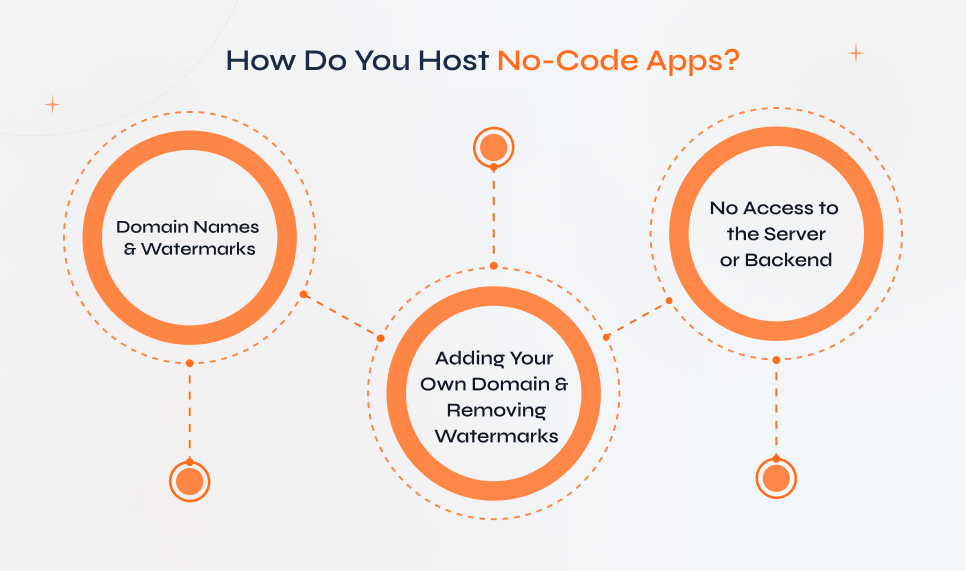 How Do You Host No-Code Apps?
Domain Names
& Watermarks
Adding Your
Own Domain &
Removing
Watermarks
No Access to
the Server
or Backend